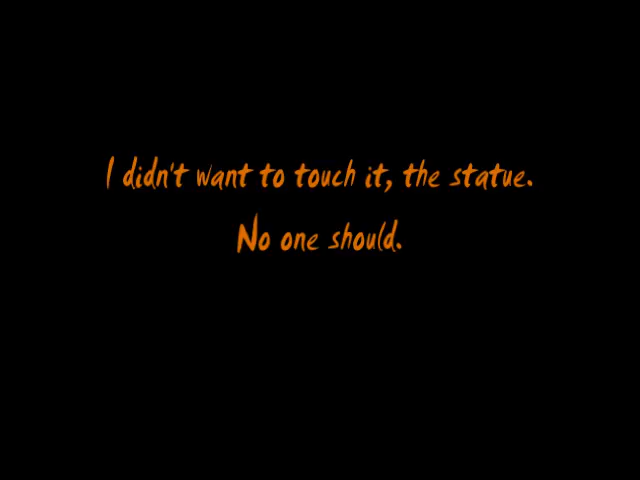 I didn't want to touch it, the statue.
No one should.